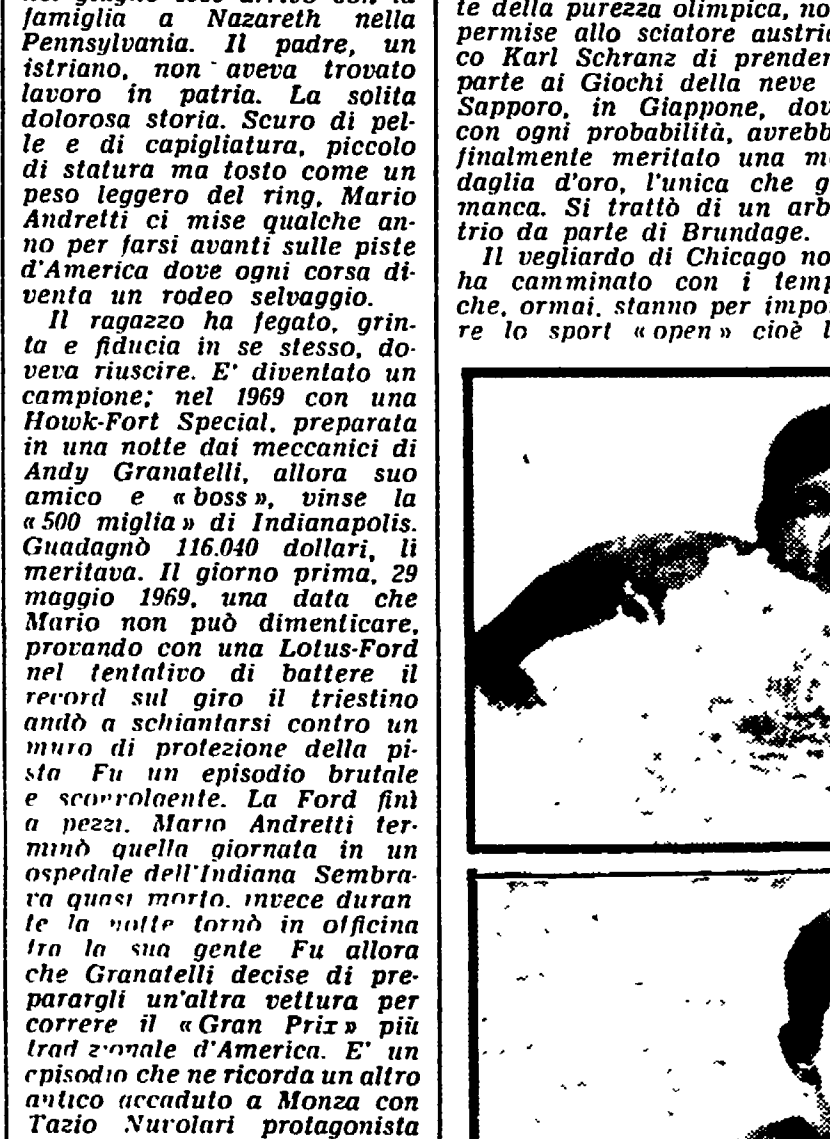 famiglia a Nazareth nella
Pennsylvania. Il padre, un
istriano, non aveva trovato
lavoro in patria. La solita
dolorosa storia. Scuro di pel-
le e di capigliatura, piccolo
di statura ma tosto come un
peso leggero del ring, Mario
Andretti ci mise qualche an-
no per farsi avanti sulle piste
d'America dove ogni corsa di-
venta un rodeo selvaggio.
Il ragazzo ha fegato, grin-
ta e fiducia in se stesso, do-
veva riuscire. E' diventato un
campione; nel 1969 con una
Howk-Fort Special, preparata
in una notte dai meccanici di
Andy Granatelli, allora suo
amico e «boss», vinse la
«500 miglia» di Indianapolis.
Guadagnò 116.040 dollari, li
meritava. Il giorno prima, 29
maggio 1969, una data che
Mario non può dimenticare,
provando con una Lotus-Ford
nel tentativo di battere il
record sul giro il triestino
andò a schiantarsi contro un
muro di protezione della pi-
sta Fu un episodio brutale
e La Ford finì
a pezzi. Mario Andretti ter-
minò quella giornata in un
ospedale dell'Indiana Sembra-
va quasi morto, invece duran
te la notte tornò in officina
tra la sua gente Fu allora
che Granatelli decise di pre-
parargli un'altra vettura per
correre il «Gran Prix» più
trad zionale d'America. E' un
episodio che ne ricorda un altro
antico accaduto a Monza con
Tazio Nuvolari protagonista
te della purezza olimpica, no
permise allo sciatore austria
co Karl Schranz di prender
parte ai Giochi della neve
Sapporo, in Giappone, dov
con ogni probabilità, avrebb
finalmente meritato una m
daglia d'oro, l'unica che g
manca. Si trattò di un arb
trio da parte di Brundage.
Il vegliardo di Chicago no
ha camminato con i temp
che, ormai, stanno per impo
re lo sport «open» cioè l